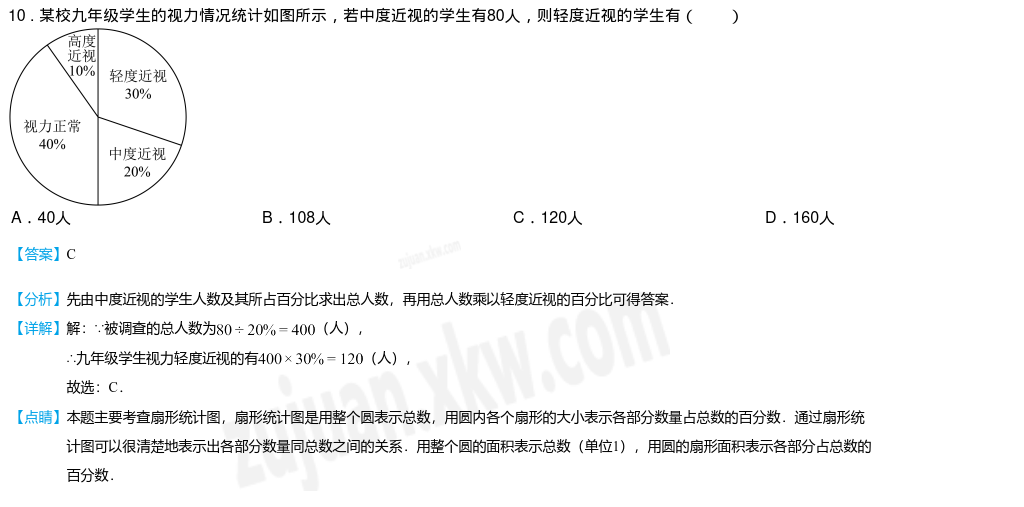 10．某校九年级学生的视力情况统计如图所示，若中度近视的学生有80人，则轻度近视的学生有（　　）
高度
近视
10%
轻度近视
30%
视力正常
40%
中度近视
20%
A．40人 B．108人 C．120人 D．160人
【答案】C
zujuan.xkw.com
【分析】先由中度近视的学生人数及其所占百分比求出总人数，再用总人数乘以轻度近视的百分比可得答案．
【详解】解：∵被调查的总人数为80÷20%=400（人），
∴九年级学生视力轻度近视的有400×30%=120（人），
故选：C．
【点睛】本题主要考查扇形统计图，扇形统计图是用整个圆表示总数，用圆内各个扇形的大小表示各部分数量占总数的百分数．通过扇形统
计图可以很清楚地表示出各部分数量同总数之间的关系．用整个圆的面积表示总数（单位1），用圆的扇形面积表示各部分占总数的
百分数．
zujuan.xkw.com